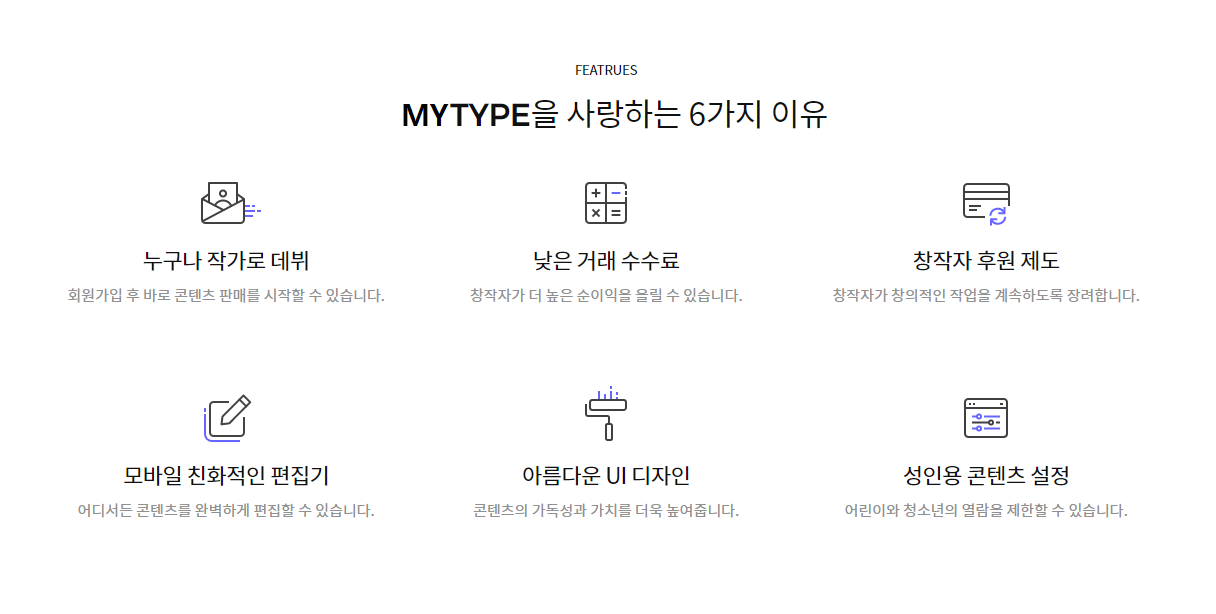 FEATRUES
MYTYPE을 사랑하는 6가지 이유
누구나 작가로 데뷔
낮은 거래 수수료
창작자 후원 제도
회원가입 후 바로 콘텐츠 판매를 시작할 수 있습니다.
창작자가 더 높은 순이익을 올릴 수 있습니다.
창작자가 창의적인 작업을 계속하도록 장려합니다.
모바일 친화적인 편집기
아름다운 UI 디자인
성인용 콘텐츠 설정
어디서든 콘텐츠를 완벽하게 편집할 수 있습니다.
콘텐츠의 가독성과 가치를 더욱 높여줍니다.
어린이와 청소년의 열람을 제한할 수 있습니다.